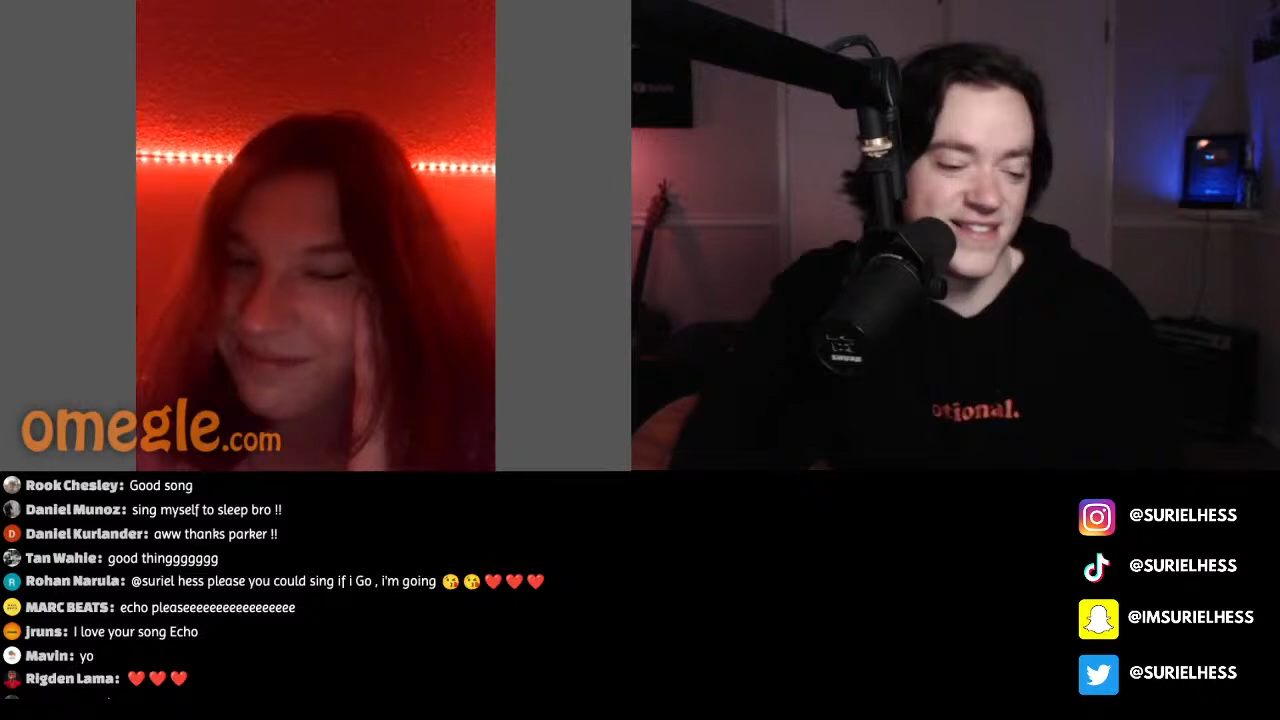 omegle.com
otional.
SHURE
Rook Chesley: Good song
Daniel Munoz: sing myself to sleep bro !!
D
Daniel Kurlander: aww thanks parker !!
Tan Wahle: good thinggggggg
R
Rohan Narula: @suriel hess please you could sing if i Go , i'm going 😘😘❤️❤️❤️
MARC BEATS: echo pleaseeeeeeeeeeeeeeee
jruns: I love your song Echo
Mavin: yo
Rigden Lama: ❤️❤️❤️
@SURIELHESS
@SURIELHESS
@IMSURIELHESS
@SURIELHESS